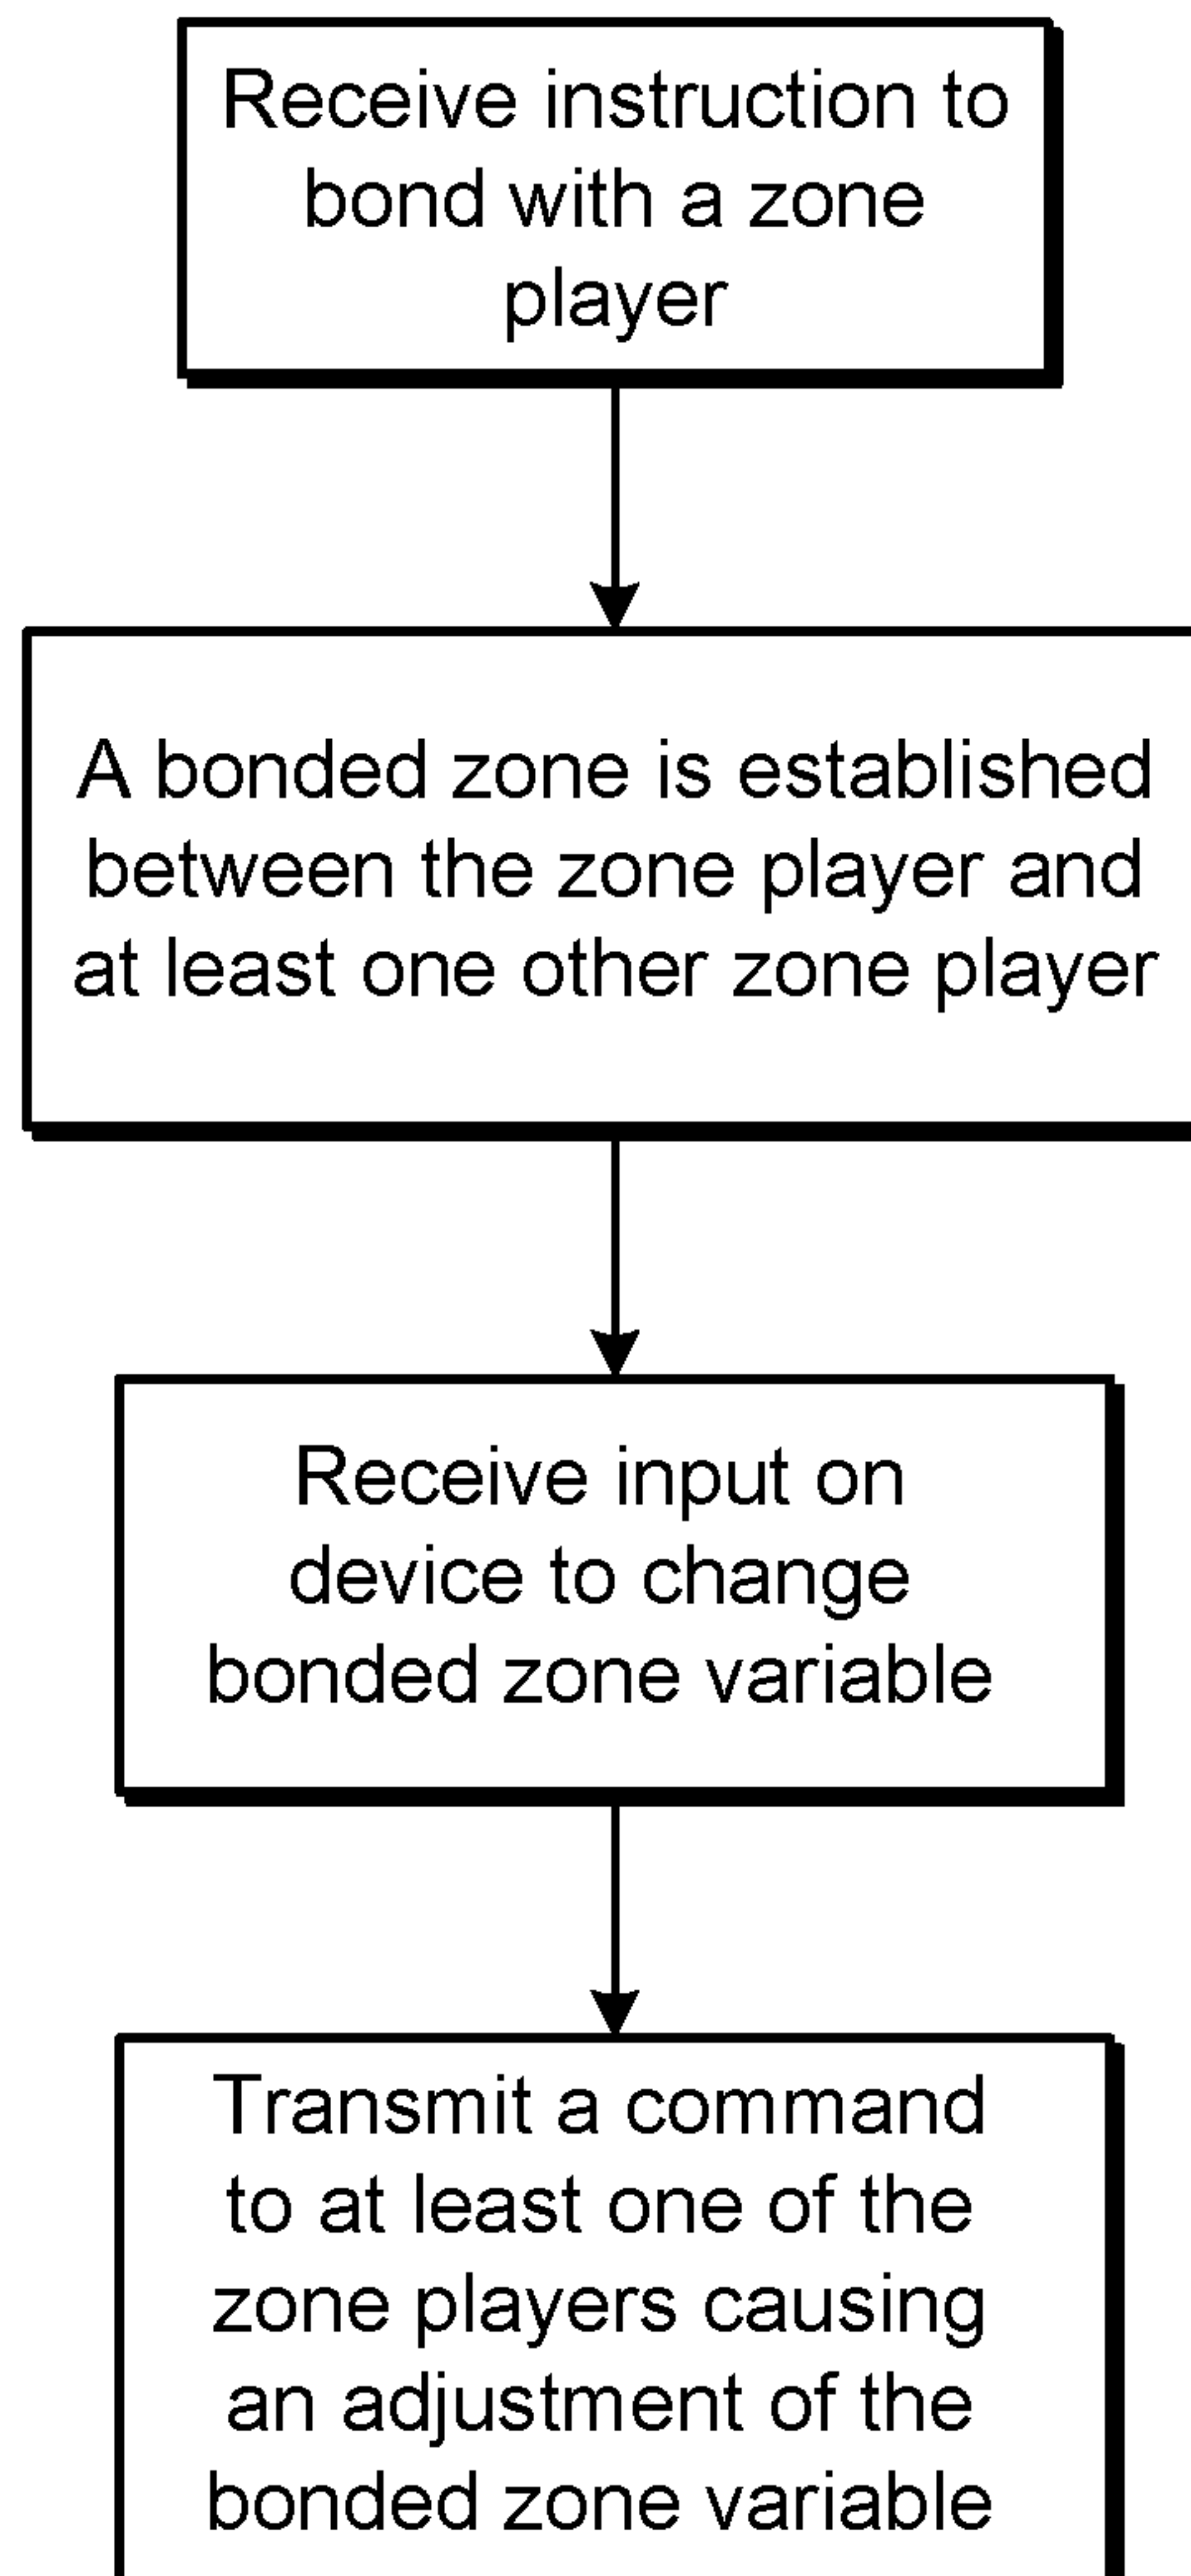 Receive instruction to
bond with a zone
player
A bonded zone is established
between the zone player and
at least one other zone player
Receive input on
device to change
bonded zone variable
Transmit a command
to at least one of the
zone players causing
an adjustment of the
bonded zone variable